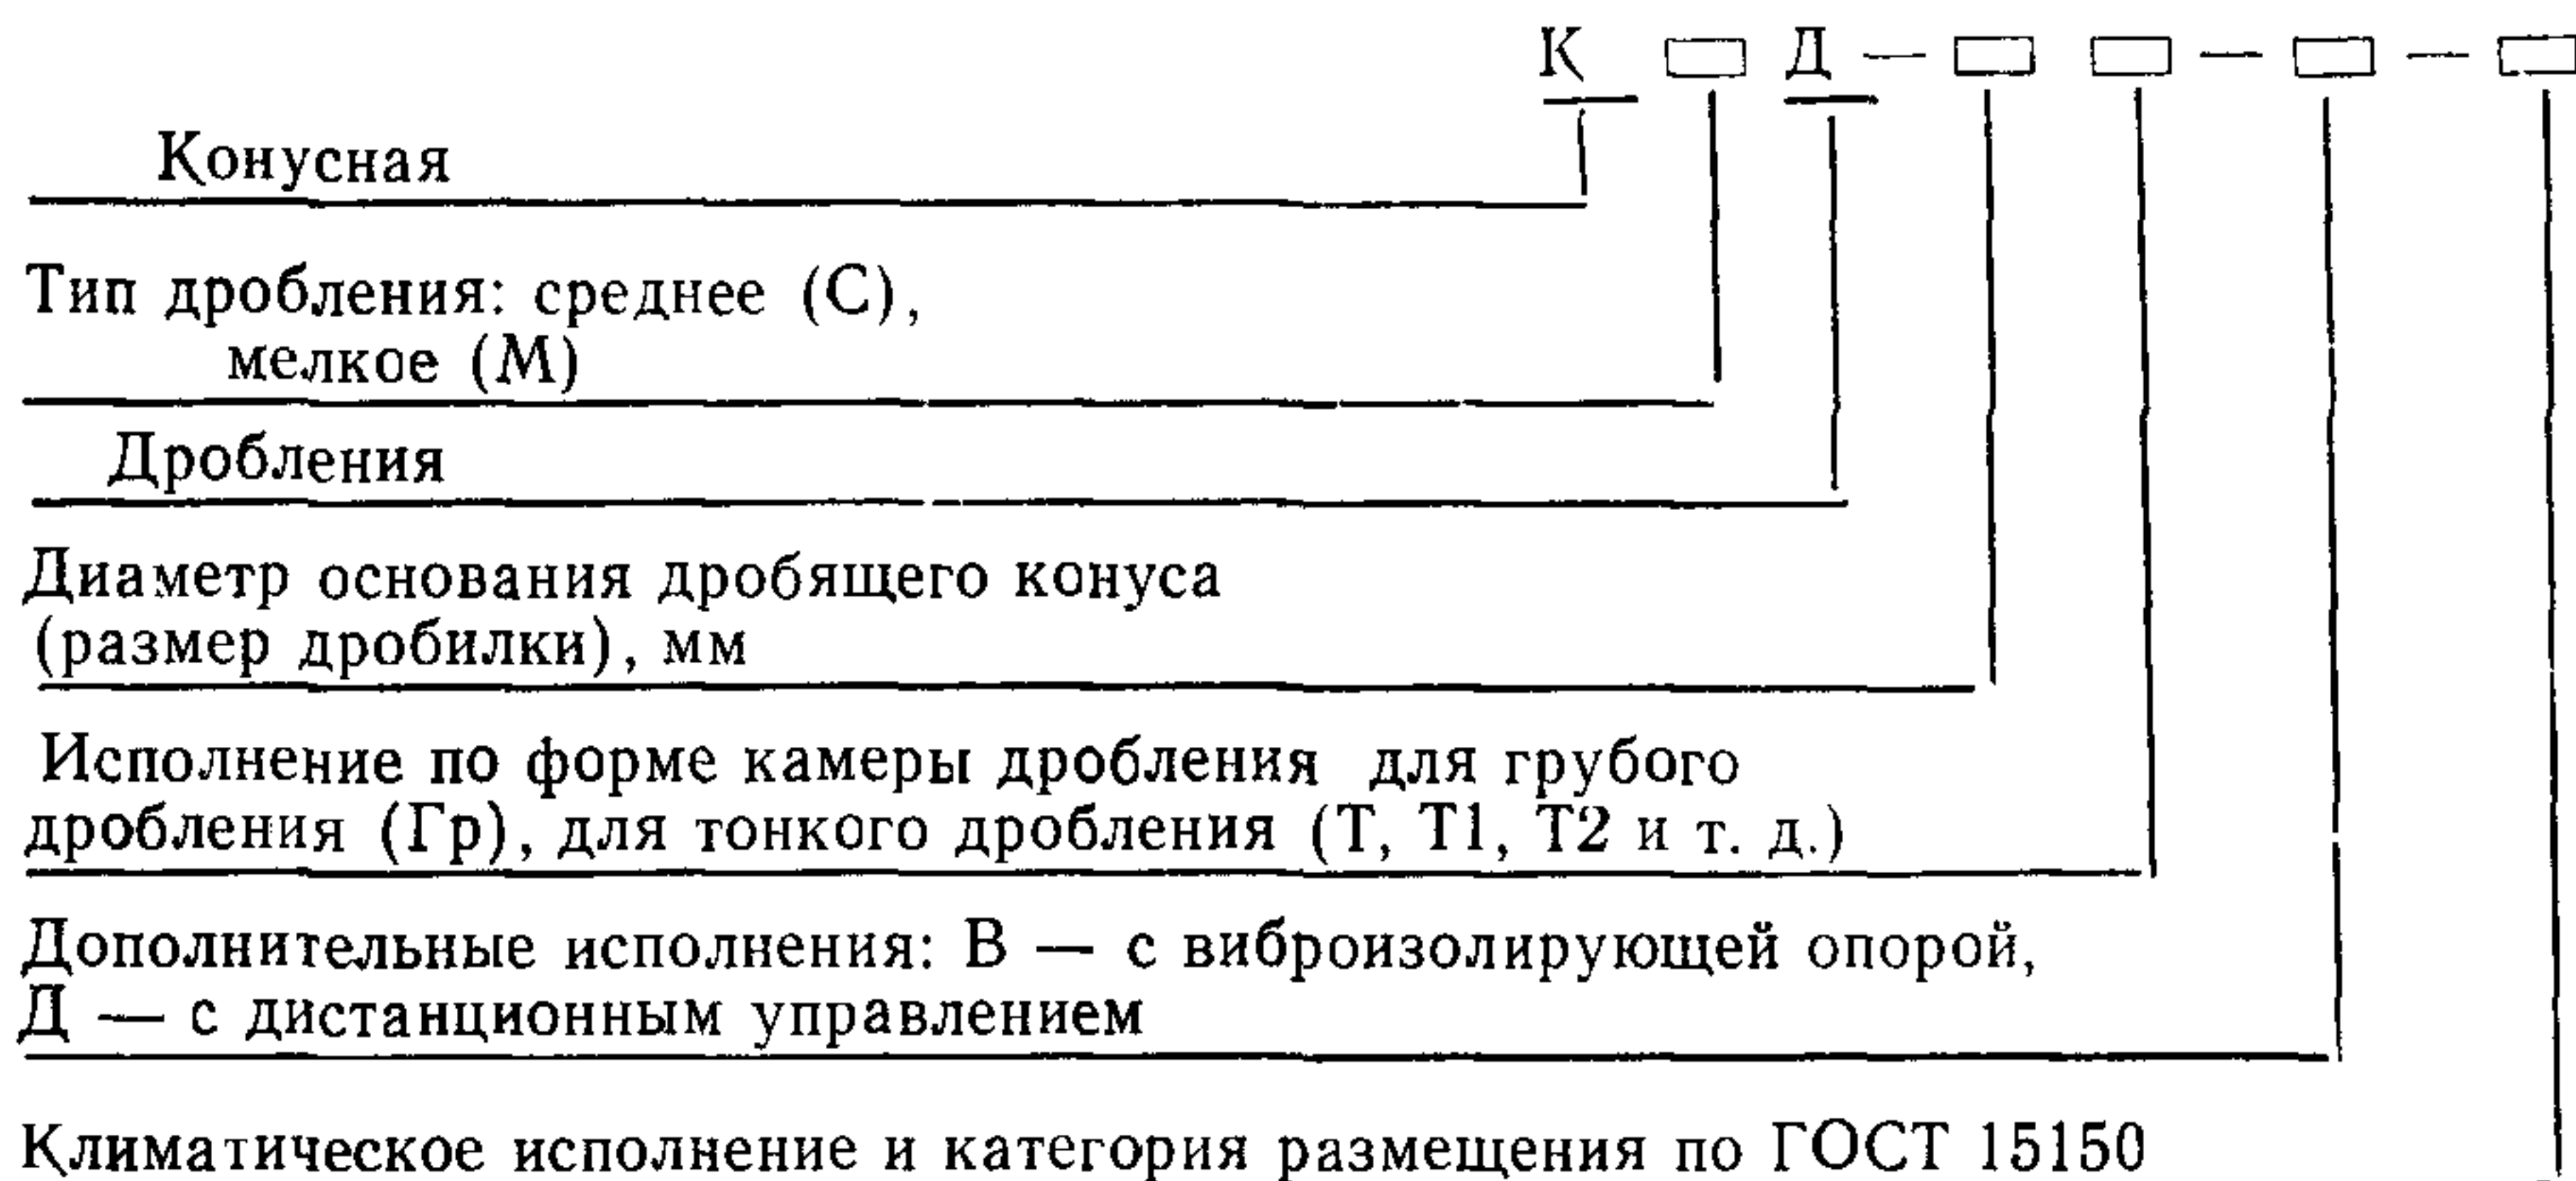 К □ Д — □ □ — □ — □
Конусная
Тип дробления: среднее (С),
мелкое (М)
Дробления
Диаметр основания дробящего конуса
(размер дробилки), мм
Исполнение по форме камеры дробления для грубого
дробления (Гр), для тонкого дробления (Т, Т1, Т2 и т. д.)
Дополнительные исполнения: В — с виброизолирующей опорой,
Д — с дистанционным управлением
Климатическое исполнение и категория размещения по ГОСТ 15150